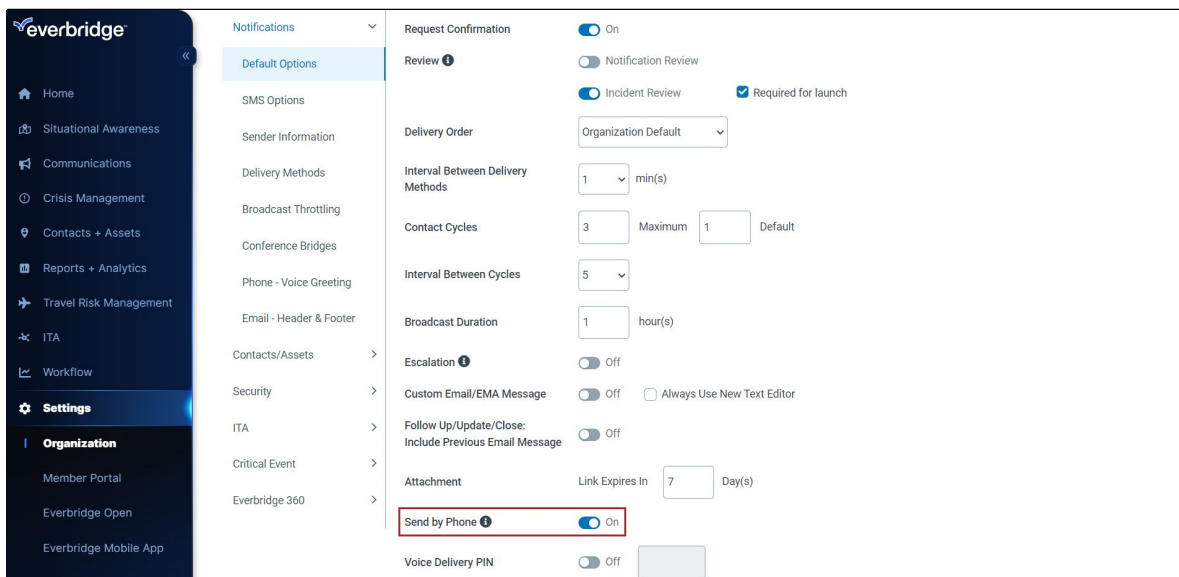 everbridge
«
Home
Situational Awareness
Communications
Crisis Management
Contacts + Assets
Reports + Analytics
Travel Risk Management
ITA
Workflow
Settings
Organization
Member Portal
Everbridge Open
Everbridge Mobile App
Notifications
Default Options
SMS Options
Sender Information
Delivery Methods
Broadcast Throttling
Conference Bridges
Phone - Voice Greeting
Email - Header & Footer
Contacts/Assets
Security
ITA
Critical Event
Everbridge 360
Request Confirmation On
Review Notification Review
Incident Review Required for launch
Delivery Order Organization Default
Interval Between Delivery
Methods 1 min(s)
Contact Cycles 3 Maximum 1 Default
Interval Between Cycles 5
Broadcast Duration 1 hour(s)
Escalation Off
Custom Email/EMA Message Off Always Use New Text Editor
Follow Up/Update/Close:
Include Previous Email Message Off
Attachment Link Expires In 7 Day(s)
Send by Phone On
Voice Delivery PIN Off